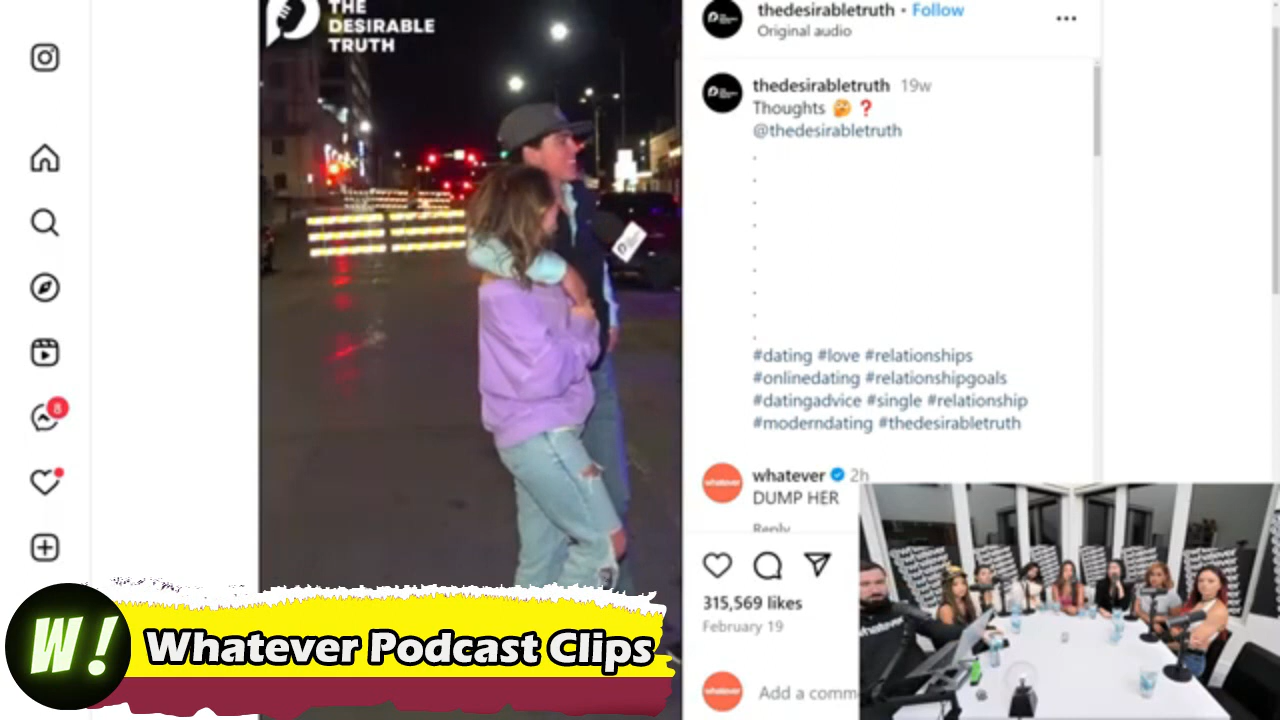 THE
DESIRABLE
TRUTH
thedesirabletruth • Follow
Original audio
thedesirabletruth 19w
Thoughts 🤔❓
@thedesirabletruth
.
.
.
.
.
.
.
.
.
#dating #love #relationships
#onlinedating #relationshipgoals
#datingadvice #single #relationship
#moderndating #thedesirabletruth
whatever 2h
DUMP HER
Reply
315,569 likes
February 19
Add a comm
8
W!
Whatever Podcast Clips